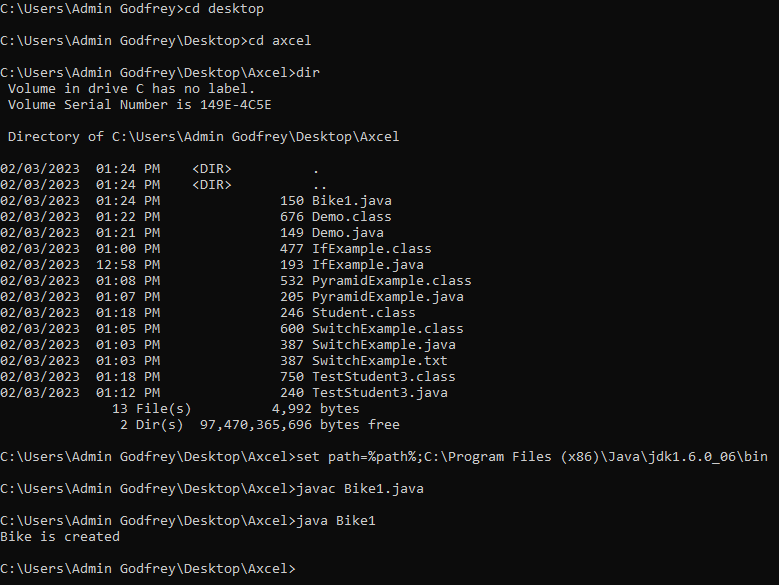 C:\Users\Admin Godfrey>cd desktop
C:\Users\Admin Godfrey\Desktop>cd axcel
C:\Users\Admin Godfrey\Desktop\Axcel>dir
 Volume in drive C has no label.
 Volume Serial Number is 149E-4C5E
 Directory of C:\Users\Admin Godfrey\Desktop\Axcel
02/03/2023  01:24 PM    <DIR>          .
02/03/2023  01:24 PM    <DIR>          ..
02/03/2023  01:24 PM               150 Bike1.java
02/03/2023  01:22 PM               676 Demo.class
02/03/2023  01:21 PM               149 Demo.java
02/03/2023  01:00 PM               477 IfExample.class
02/03/2023  12:58 PM               193 IfExample.java
02/03/2023  01:08 PM               532 PyramidExample.class
02/03/2023  01:07 PM               205 PyramidExample.java
02/03/2023  01:18 PM               246 Student.class
02/03/2023  01:05 PM               600 SwitchExample.class
02/03/2023  01:03 PM               387 SwitchExample.java
02/03/2023  01:03 PM               387 SwitchExample.txt
02/03/2023  01:18 PM               750 TestStudent3.class
02/03/2023  01:12 PM               240 TestStudent3.java
              13 File(s)          4,992 bytes
               2 Dir(s)  97,470,365,696 bytes free
C:\Users\Admin Godfrey\Desktop\Axcel>set path=%path%;C:\Program Files (x86)\Java\jdk1.6.0_06\bin
C:\Users\Admin Godfrey\Desktop\Axcel>javac Bike1.java
C:\Users\Admin Godfrey\Desktop\Axcel>java Bike1
Bike is created
C:\Users\Admin Godfrey\Desktop\Axcel>